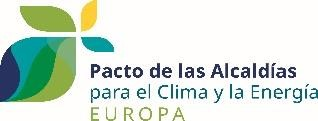 Pacto de las Alcaldías
para el Clima y la Energía
EUROPA